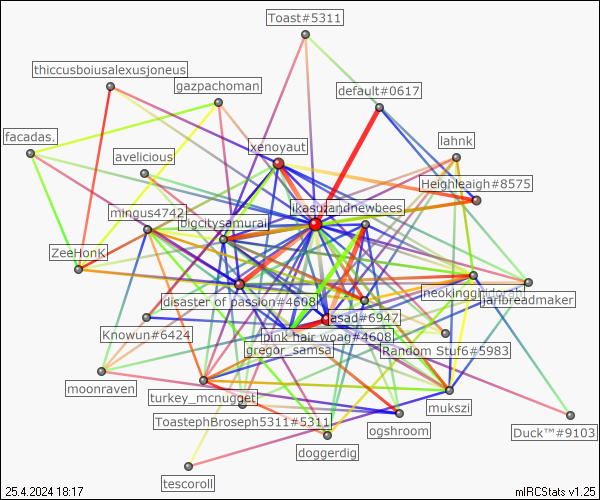 Toast#5311
thiccusboiusalexusjoneus
gazpachoman
default#0617
facadas.
xenoyaut
lahnk
avelicious
Heighleaigh#8575
mingus4742
bigcitysamurai
ikasuzandnewbees
ZeeHonK
disaster of passion#4608
neokingghidorah
jarlbreadmaker
asad#6947
Knowun#6424
pink hair woag#4608
gregor_samsa
Random Stuf6#5983
moonraven
turkey_mcnugget
mukszi
ToastephBroseph5311#5311
ogshroom
Duck™#9103
doggerdig
tescoroll
25.4.2024 18:17
mIRCStats v1.25